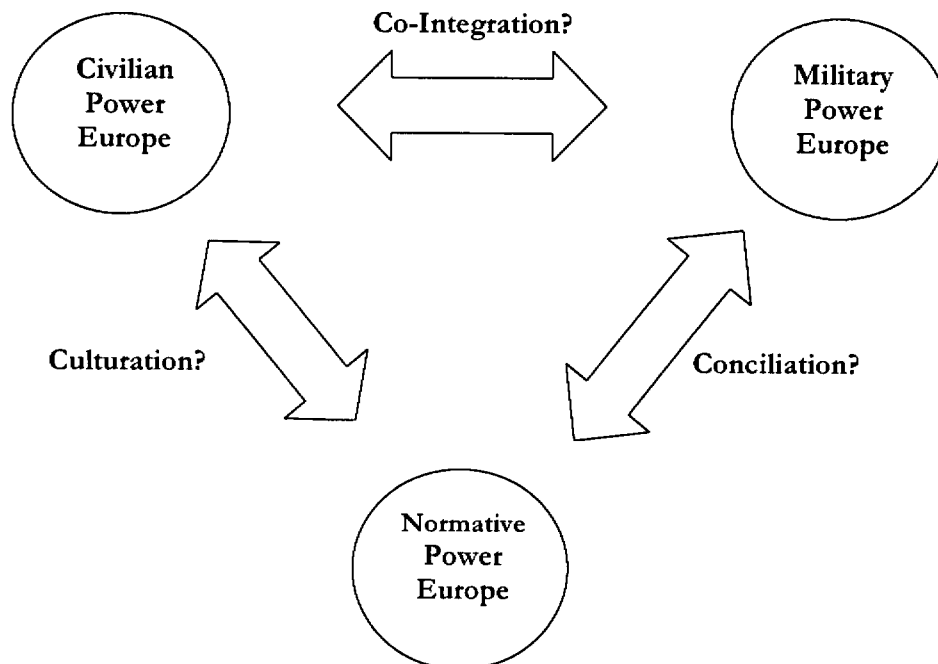 Co-Integration?
Civilian
Power
Europe
Military
Power
Europe
Culturation?
Conciliation?
Normative
Power
Europe